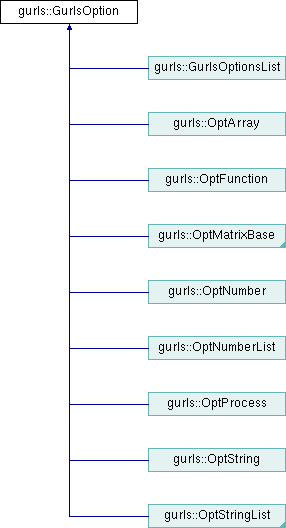 gurls::GurlsOption
gurls::GurlsOptionsList
gurls::OptArray
gurls::OptFunction
gurls::OptMatrixBase
gurls::OptNumber
gurls::OptNumberList
gurls::OptProcess
gurls::OptString
gurls::OptStringList